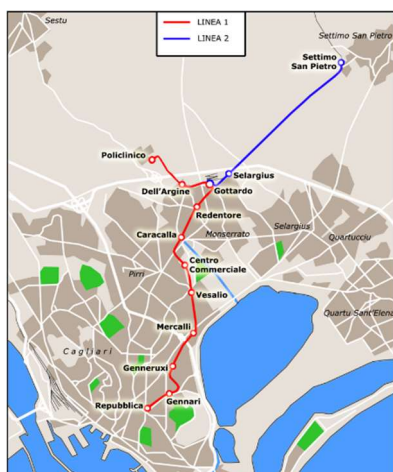 LINEA 1
LINEA 2
Sestu
Settimo San Pietro
Settimo
San Pietro
Policlinico
Selargius
Dell'Argine
Gottardo
Redentore
Caracalla
Monserrato
Selargius
Quartucciu
Centro
Commerciale
Pirri
Vesalio
Quartu Sant'Elena
Mercalli
Cagliari
Genneruxi
Repubblica
Gennari